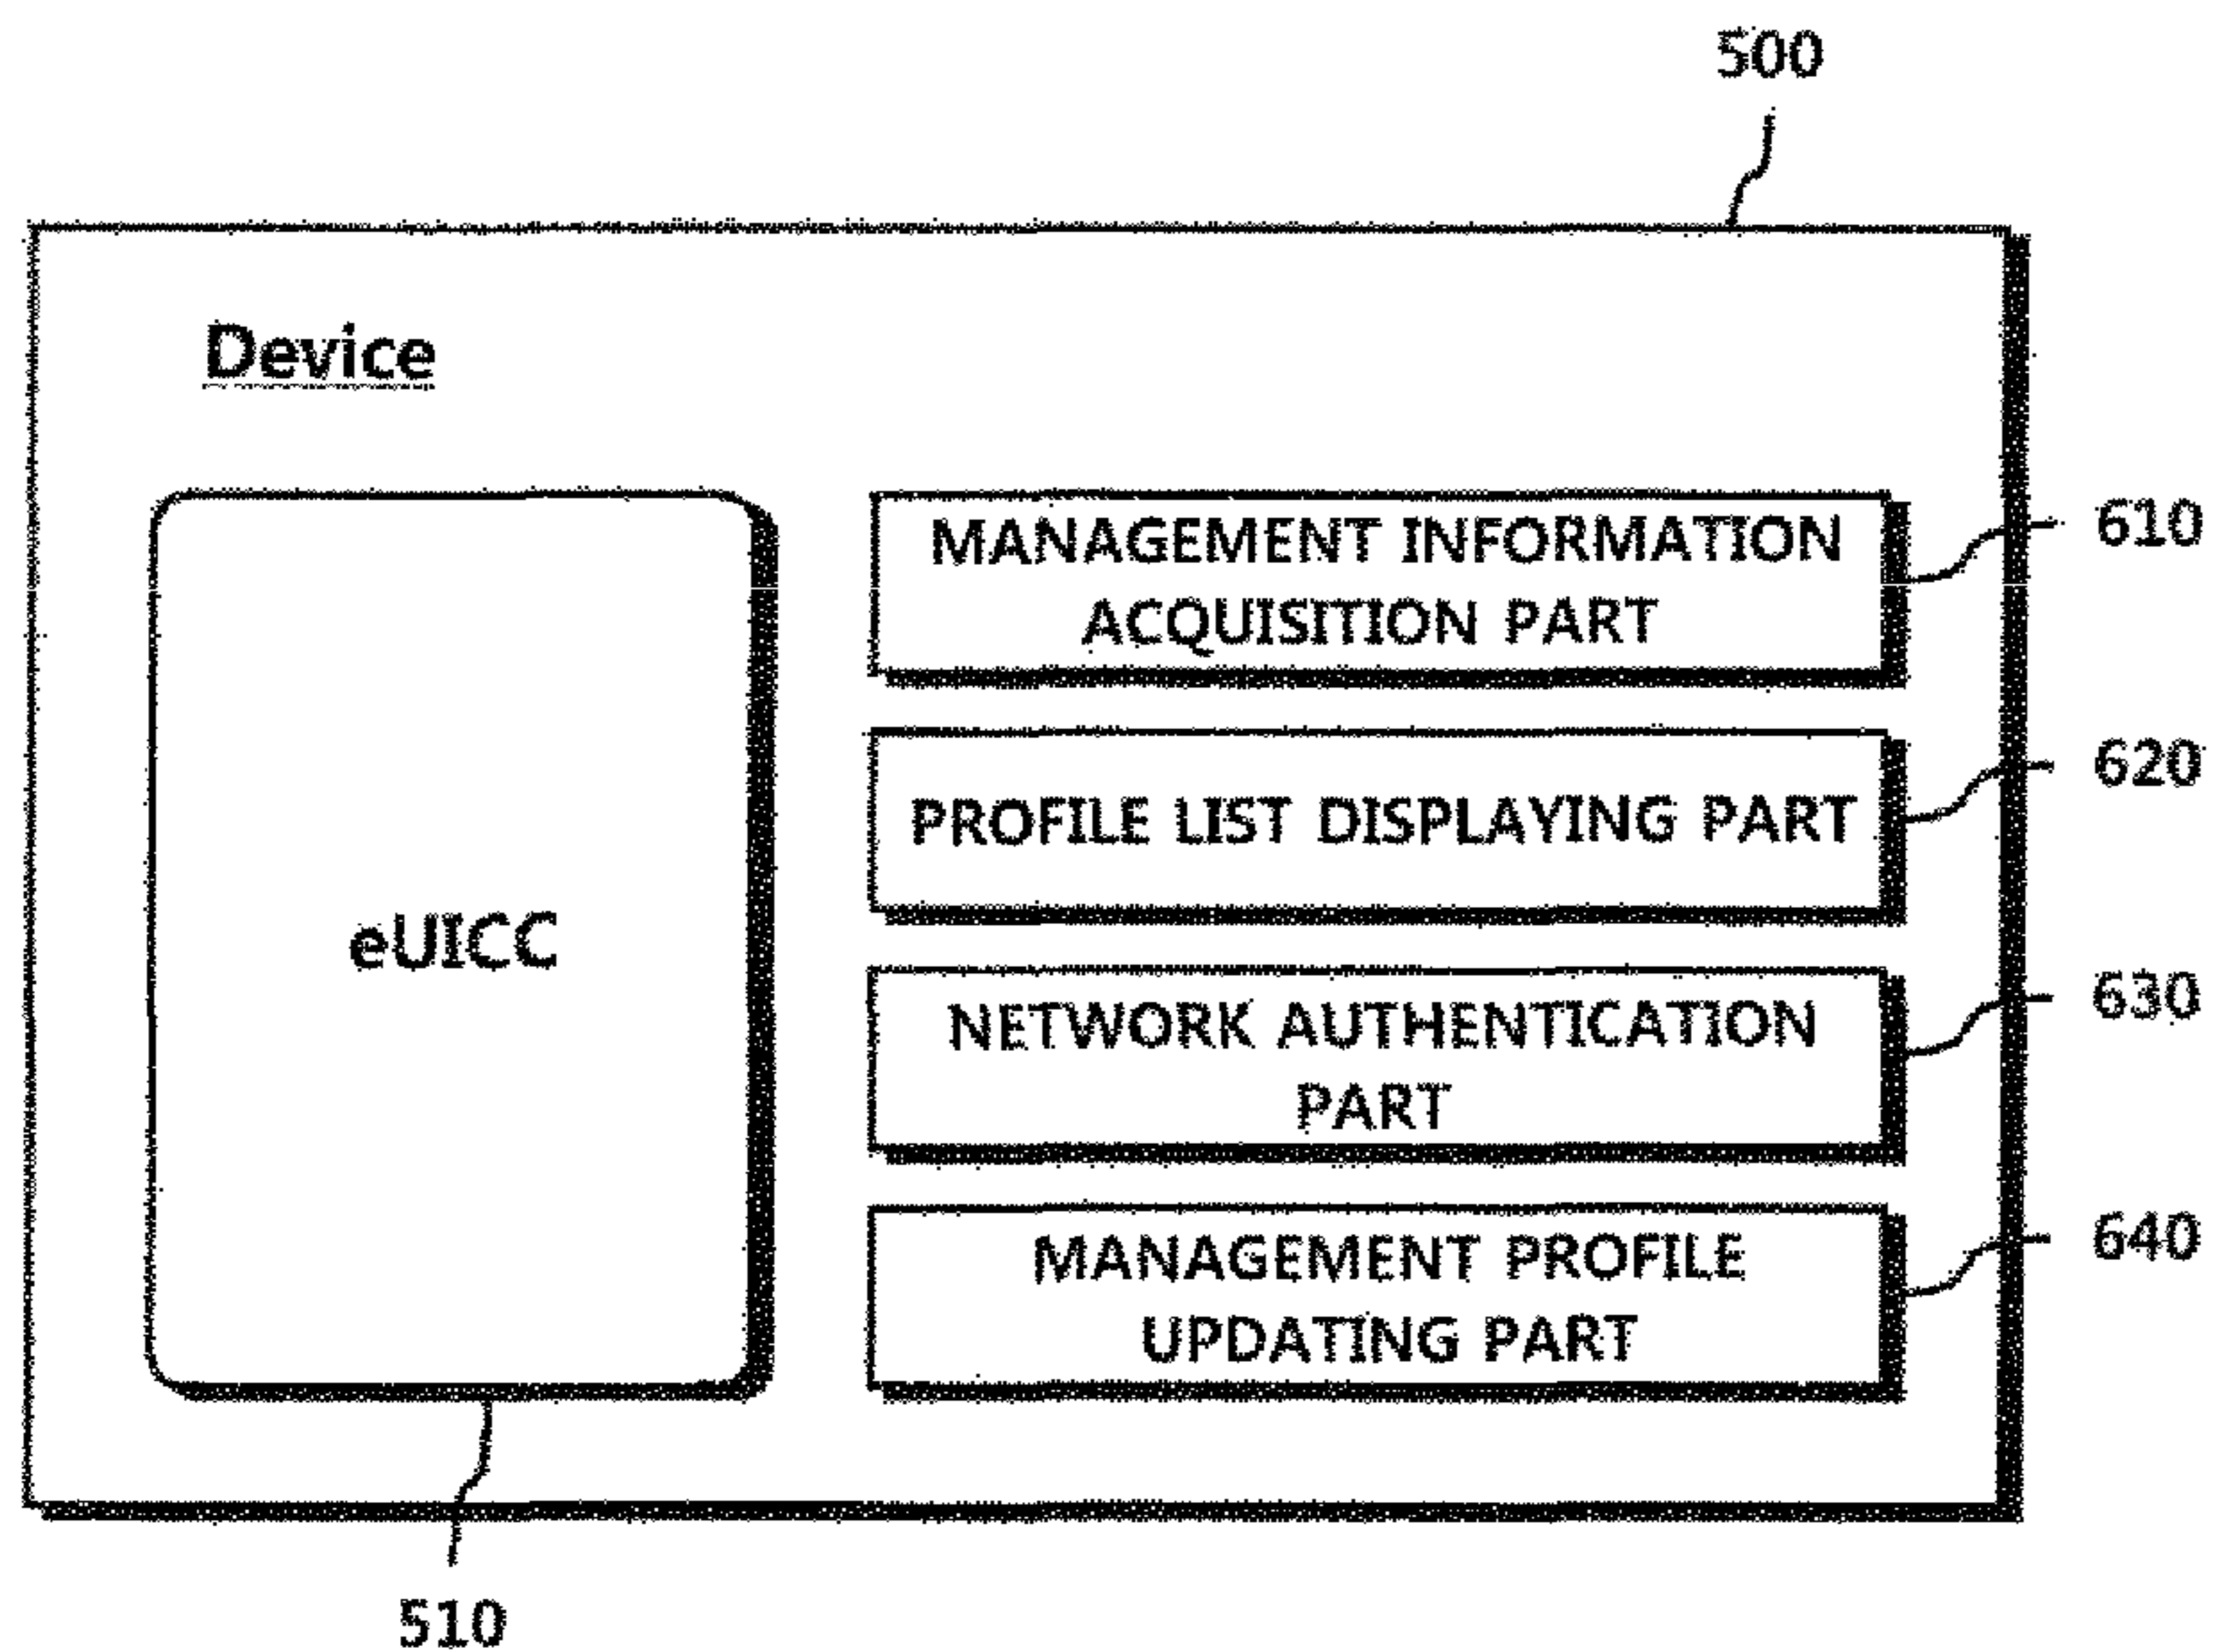 500
Device
MANAGEMENT INFORMATION
ACQUISITION PART
610
PROFILE LIST DISPLAYING PART
620
eUICC
NETWORK AUTHENTICATION
PART
630
MANAGEMENT PROFILE
UPDATING PART
640
510